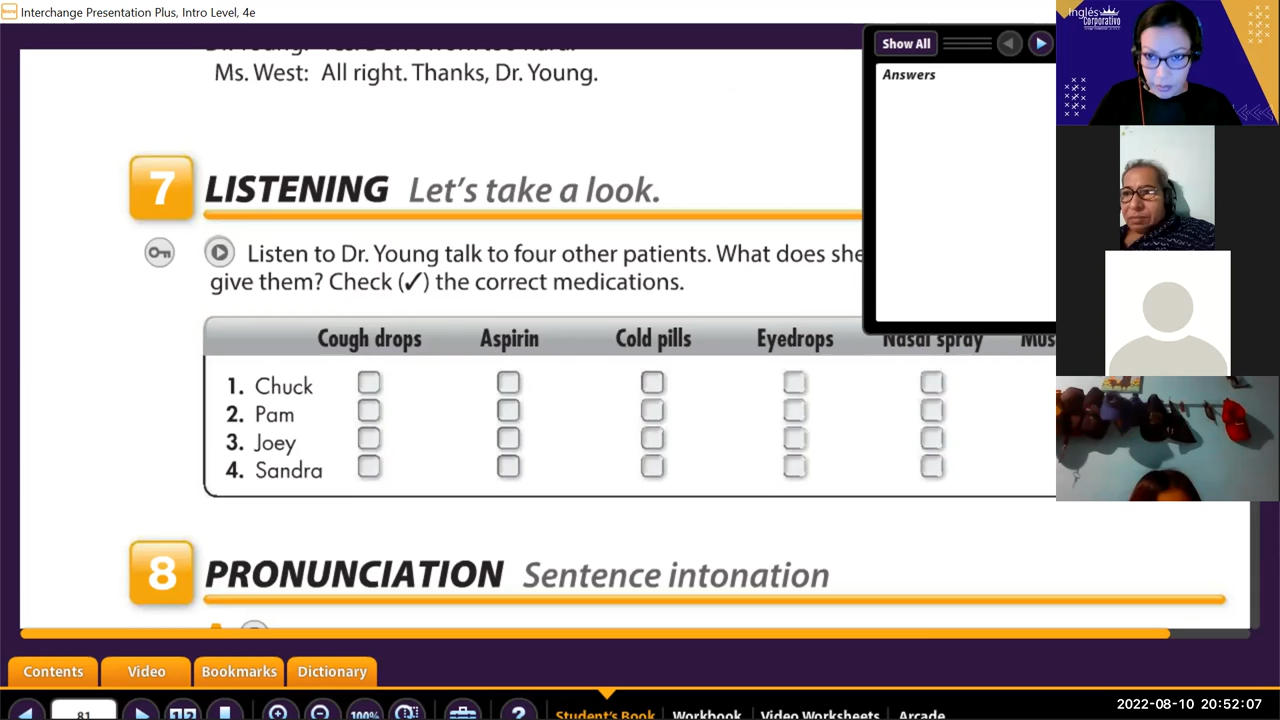 Interchange Presentation Plus, Intro Level, 4e
Ms. West: All right. Thanks, Dr. Young.
Show All
Answers
7 LISTENING Let's take a look.
Listen to Dr. Young talk to four other patients. What does she
give them? Check (✓) the correct medications.
Cough drops Aspirin Cold pills Eyedrops Nasal spray
1. Chuck
2. Pam
3. Joey
4. Sandra
8 PRONUNCIATION Sentence intonation
Contents Video Bookmarks Dictionary
81 100% ? Student's Book Workbook Video Worksheets Arcade
Inglés
Corporativo
2022-08-10 20:52:07